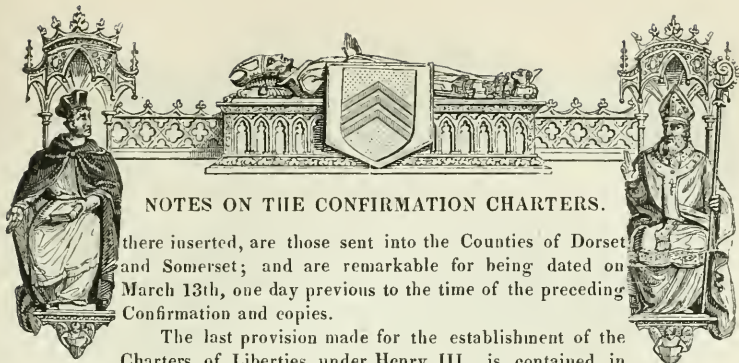 NOTES ON THE CONFIRMATION CHARTERS.
there inserted, are those sent into the Counties of Dorset
and Somerset; and are remarkable for being dated on
March 13th, one day previous to the time of the preceding
Confirmation and copies.
The last provision made for the establishment of the
Charters of Liberties under Henry III. is contained in